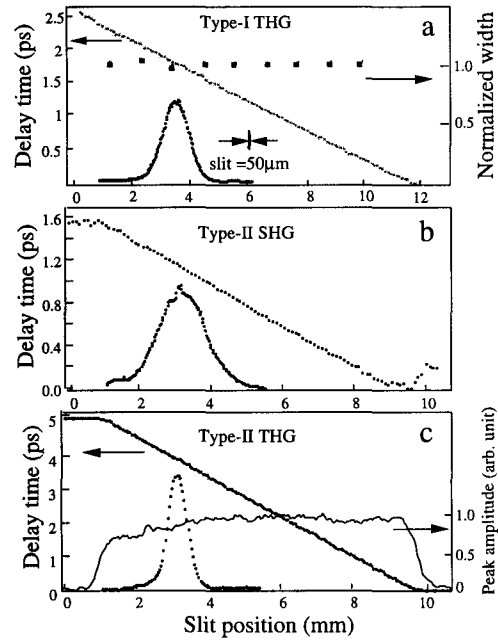 Type-I THG
a
2.5
2
1.5
1
0.5
Delay time (ps)
1.0
0.5
Normalized width
slit =50μm
0 2 4 6 8 10 12
Type-II SHG
b
1.6
1.2
0.8
0.4
0.0
Delay time (ps)
0 2 4 6 8 10
Type-II THG
c
5
4
3
2
1
0
Delay time (ps)
1.0
0.5
0
Peak amplitude (arb. unit)
0 2 4 6 8 10
Slit position (mm)